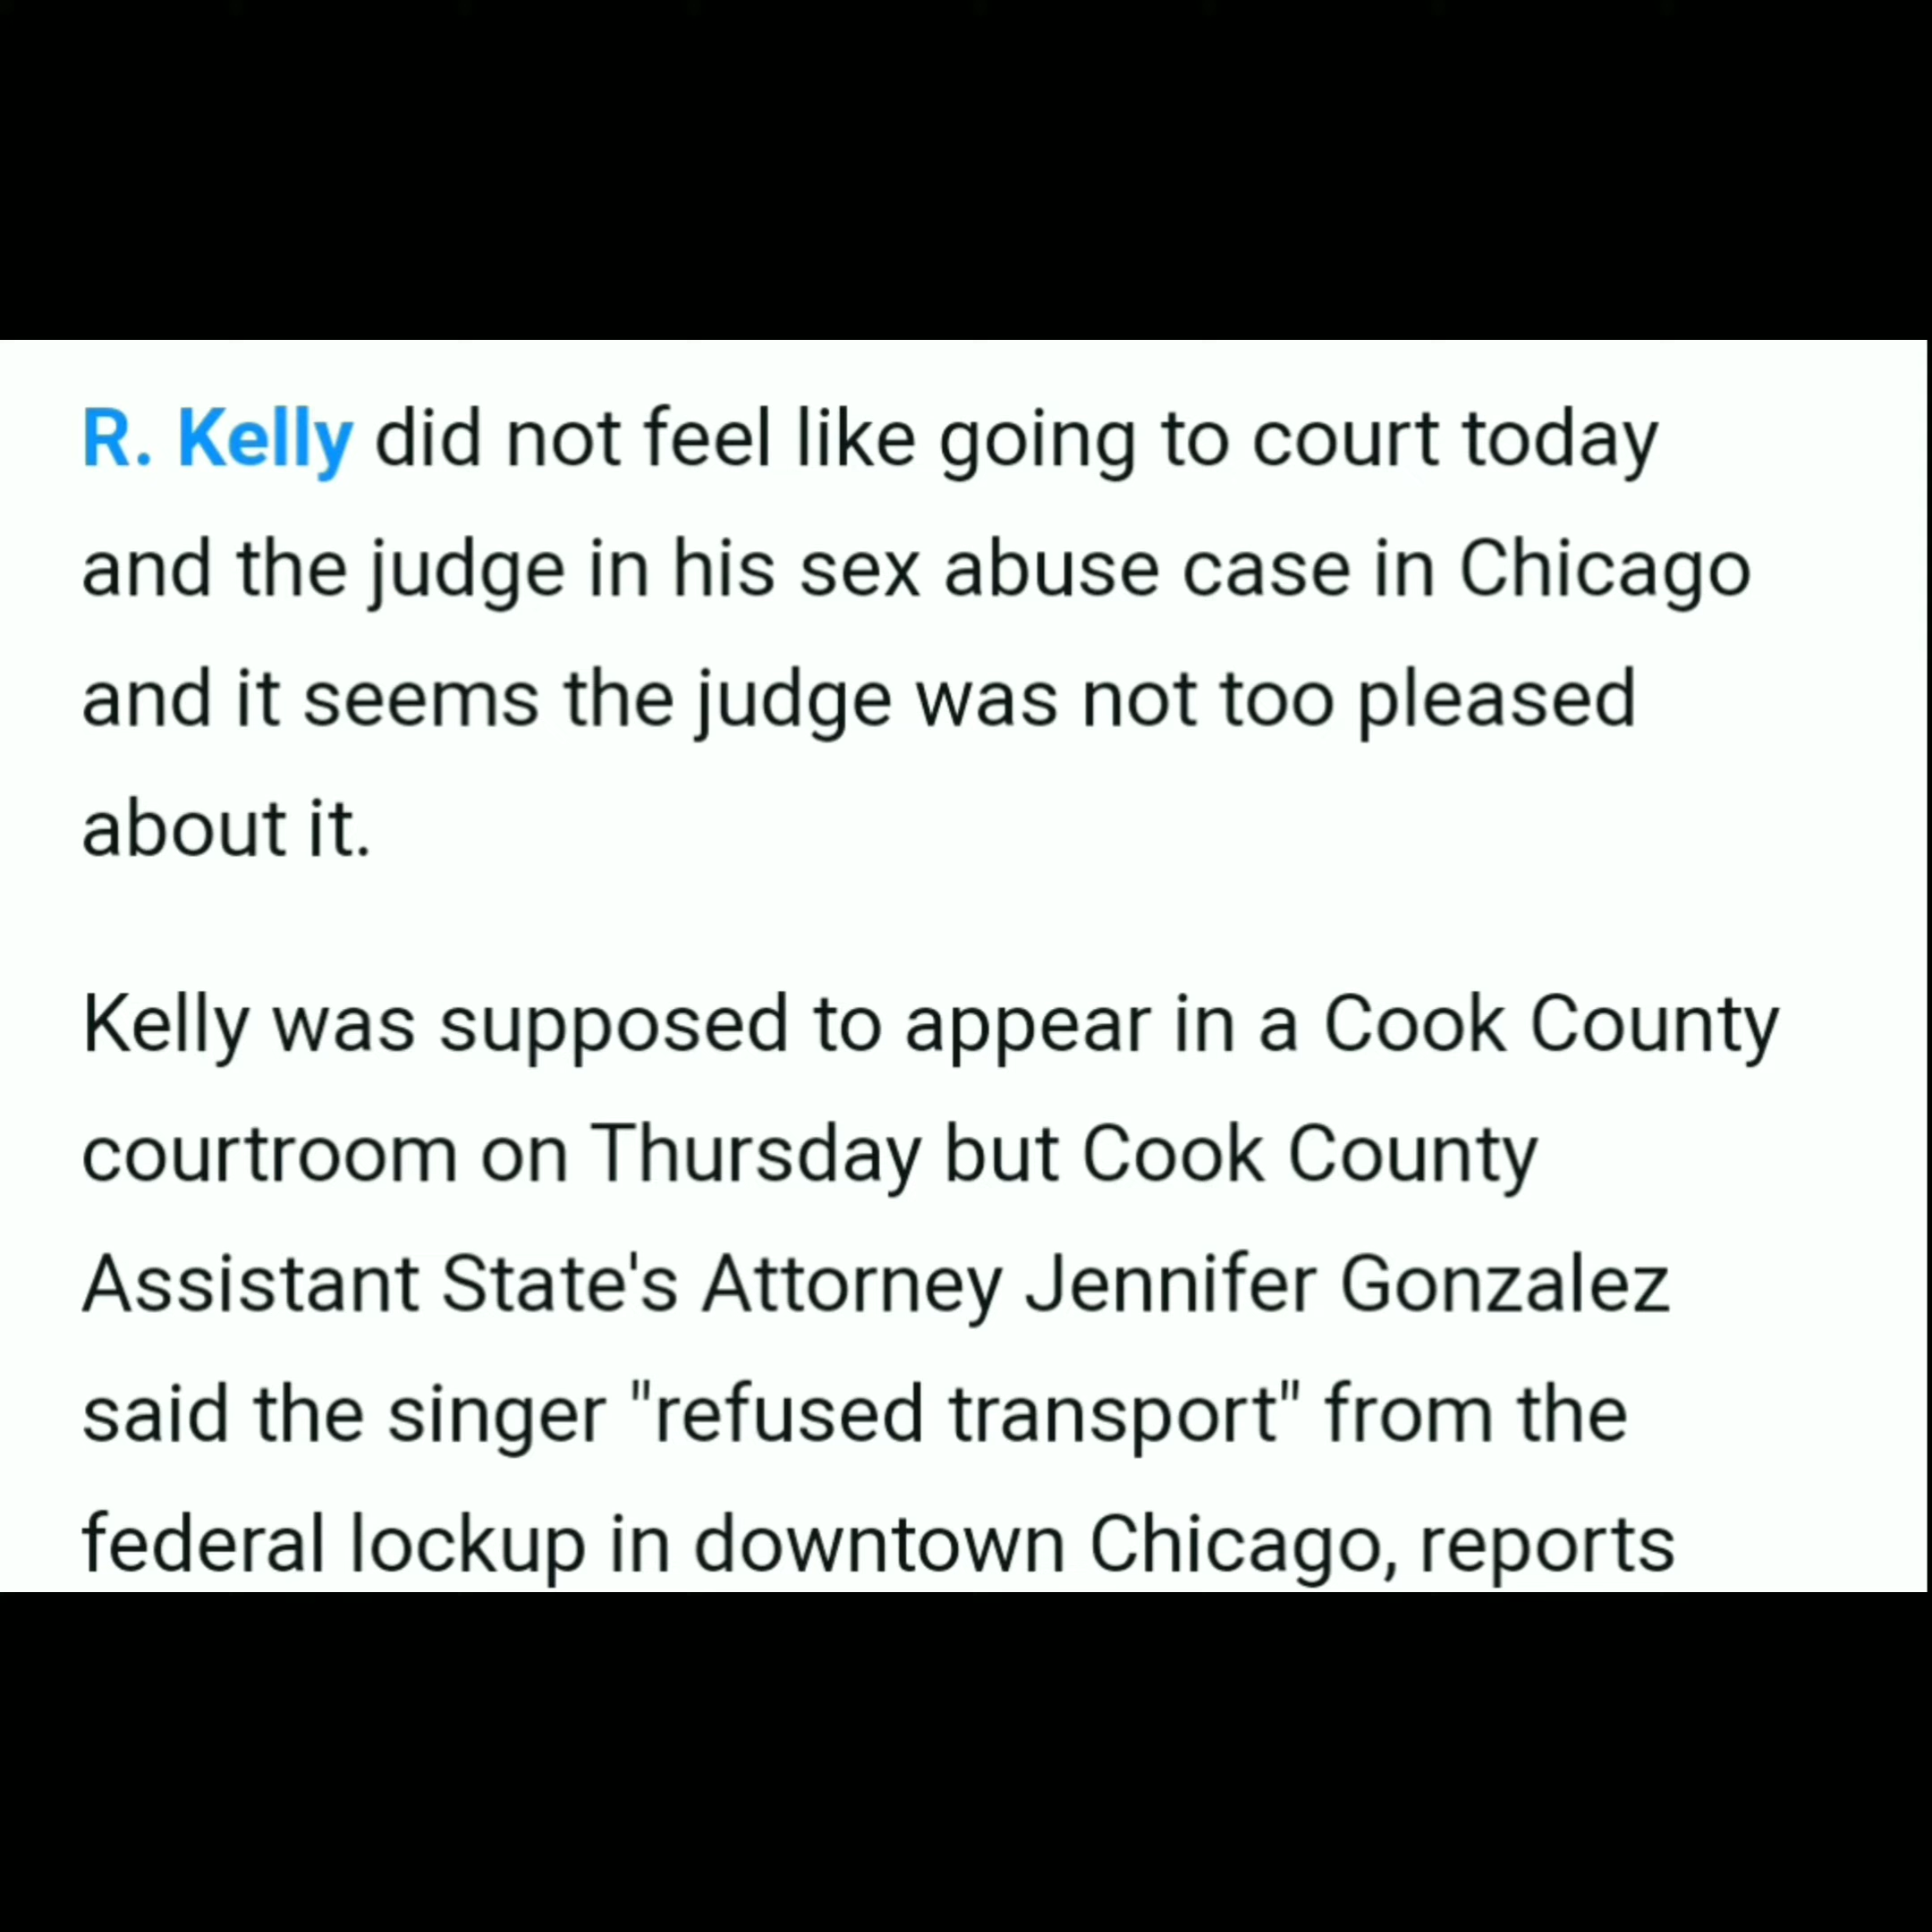 R. Kelly did not feel like going to court today
and the judge in his sex abuse case in Chicago
and it seems the judge was not too pleased
about it.
Kelly was supposed to appear in a Cook County
courtroom on Thursday but Cook County
Assistant State's Attorney Jennifer Gonzalez
said the singer "refused transport" from the
federal lockup in downtown Chicago, reports